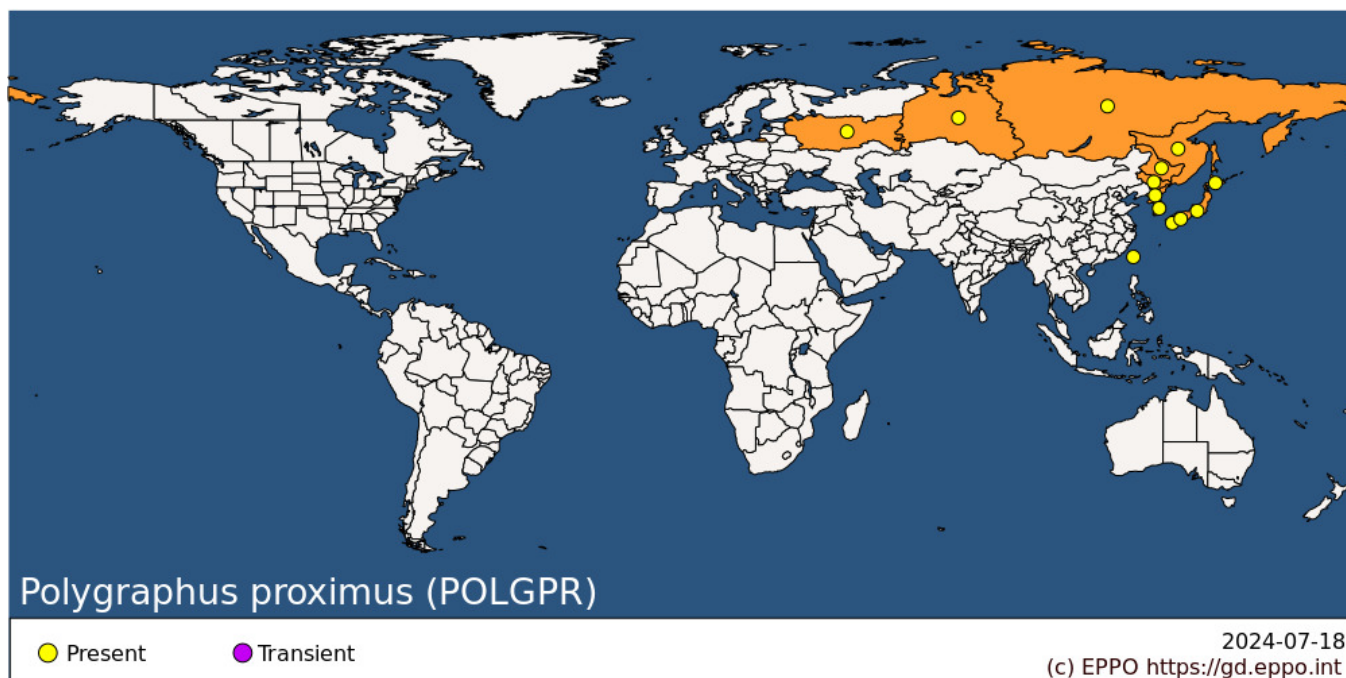 Polygraphus proximus (POLGPR)
Present
Transient
2024-07-18
(c) EPPO https://gd.eppo.int